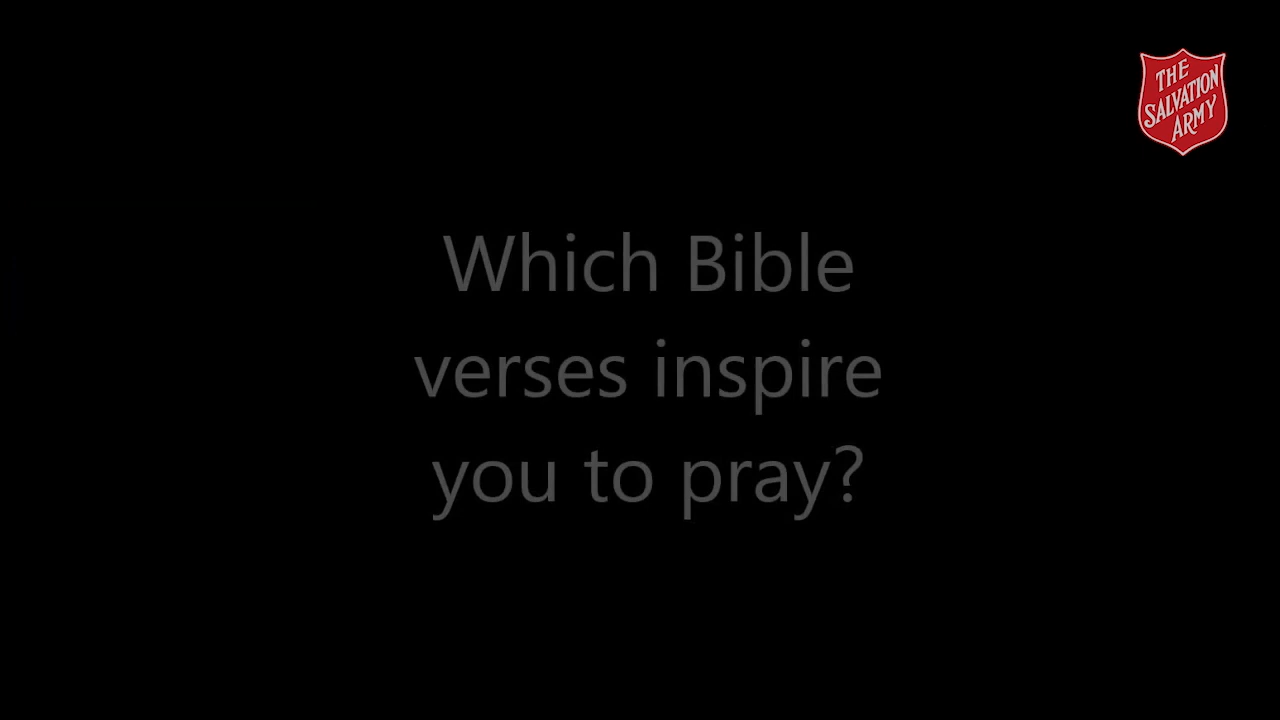 THE
SALVATION
ARMY
Which Bible
verses inspire
you to pray?